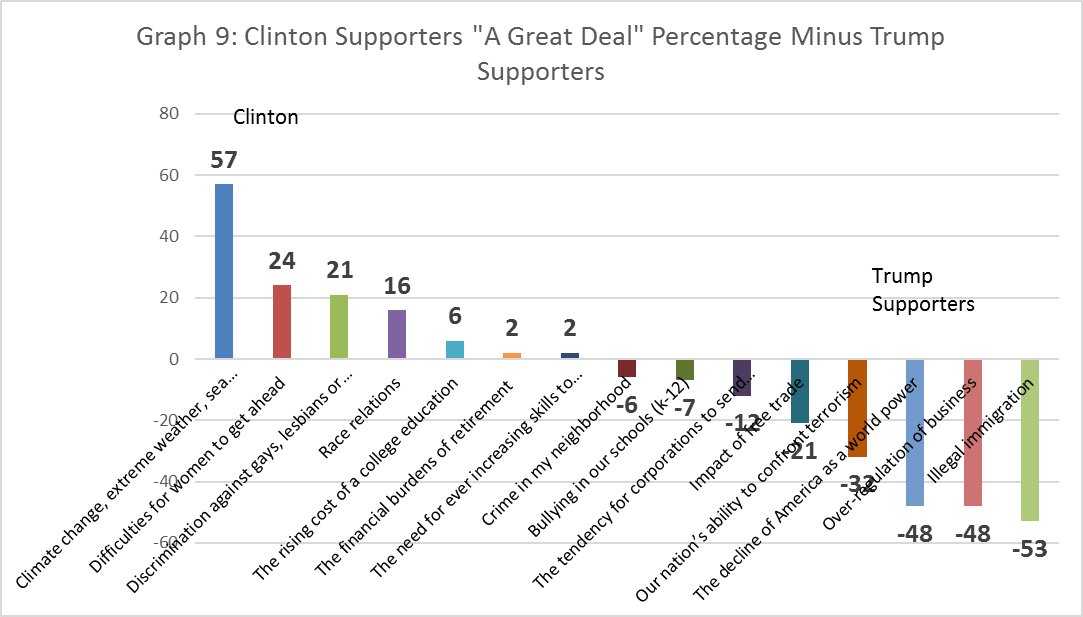 Graph 9: Clinton Supporters "A Great Deal" Percentage Minus Trump
Supporters
80
60
40
20
0
-20
-40
-60
Clinton
Trump
Supporters
57
24
21
16
6
2
2
-6
-7
-12
-21
-32
-48
-48
-53
Climate change, extreme weather, sea…
Difficulties for women to get ahead
Discrimination against gays, lesbians or…
Race relations
The rising cost of a college education
The financial burdens of retirement
The need for ever increasing skills to…
Crime in my neighborhood
Bullying in our schools (k-12)
The tendency for corporations to send…
Impact of free trade
Our nation’s ability to confront terrorism
The decline of America as a world power
Over-regulation of business
Illegal immigration